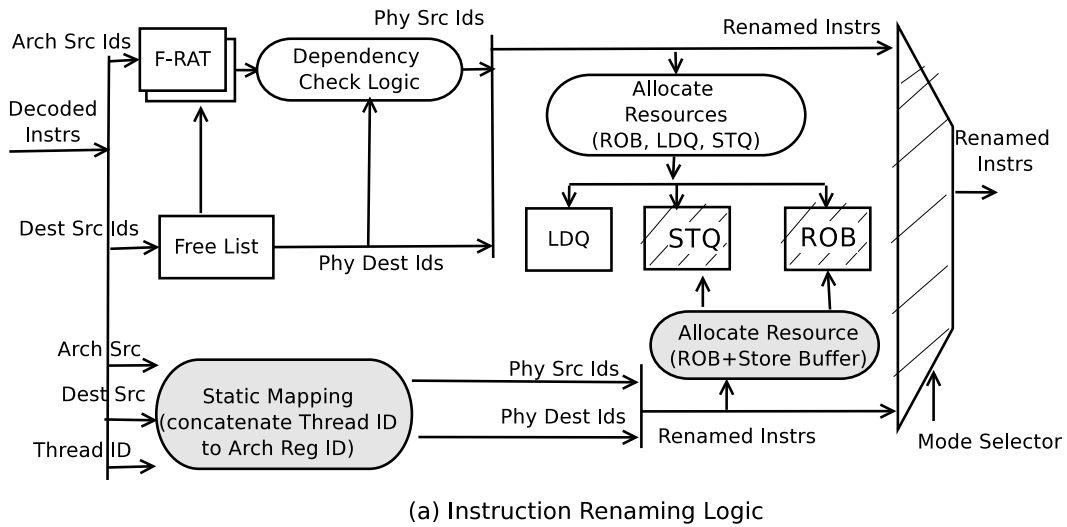 Phy Src Ids
Renamed Instrs
Arch Src Ids
F-RAT
Dependency
Check Logic
Allocate
Resources
(ROB, LDQ, STQ)
Decoded
Instrs
Renamed
Instrs
Dest Src Ids
Free List
Phy Dest Ids
LDQ
STQ
ROB
Allocate Resource
(ROB+Store Buffer)
Arch Src
Dest Src
Thread ID
Static Mapping
(concatenate Thread ID
to Arch Reg ID)
Phy Src Ids
Phy Dest Ids
Renamed Instrs
Mode Selector
(a) Instruction Renaming Logic